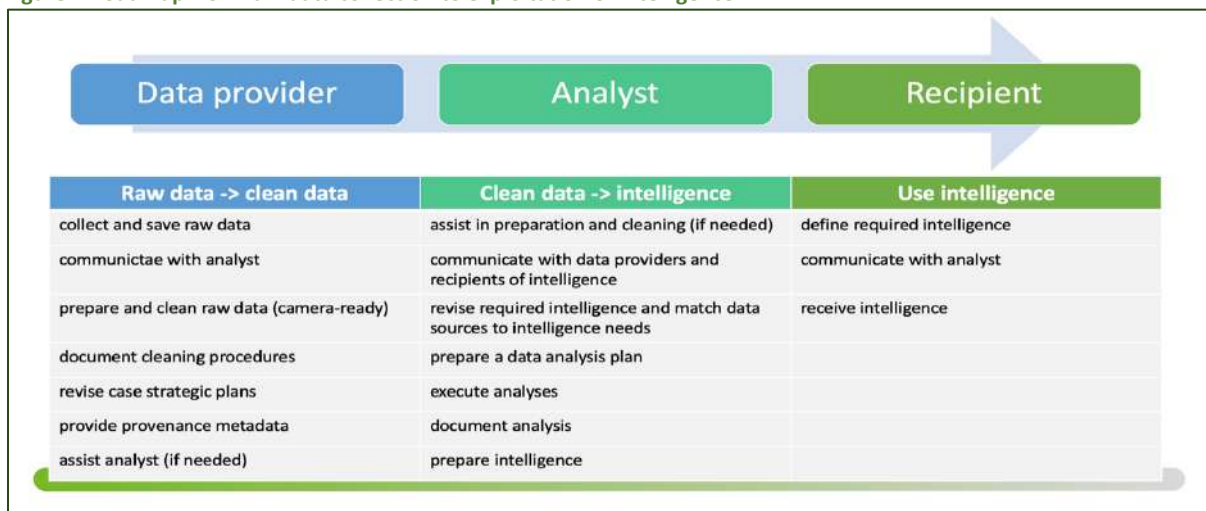 Data provider
Analyst
Recipient
Raw data -> clean data
Clean data -> intelligence
Use intelligence
collect and save raw data
assist in preparation and cleaning (if needed)
define required intelligence
communictae with analyst
communicate with data providers and
recipients of intelligence
communicate with analyst
prepare and clean raw data (camera-ready)
revise required intelligence and match data
sources to intelligence needs
receive intelligence
document cleaning procedures
prepare a data analysis plan
revise case strategic plans
execute analyses
provide provenance metadata
document analysis
assist analyst (if needed)
prepare intelligence